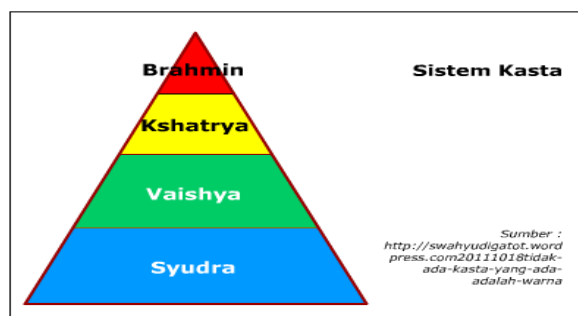 Brahmin
Sistem Kasta
Kshatrya
Vaishya
Syudra
Sumber :
http://swahyudigatot.word
press.com20111018tidak-
ada-kasta-yang-ada-
adalah-warna